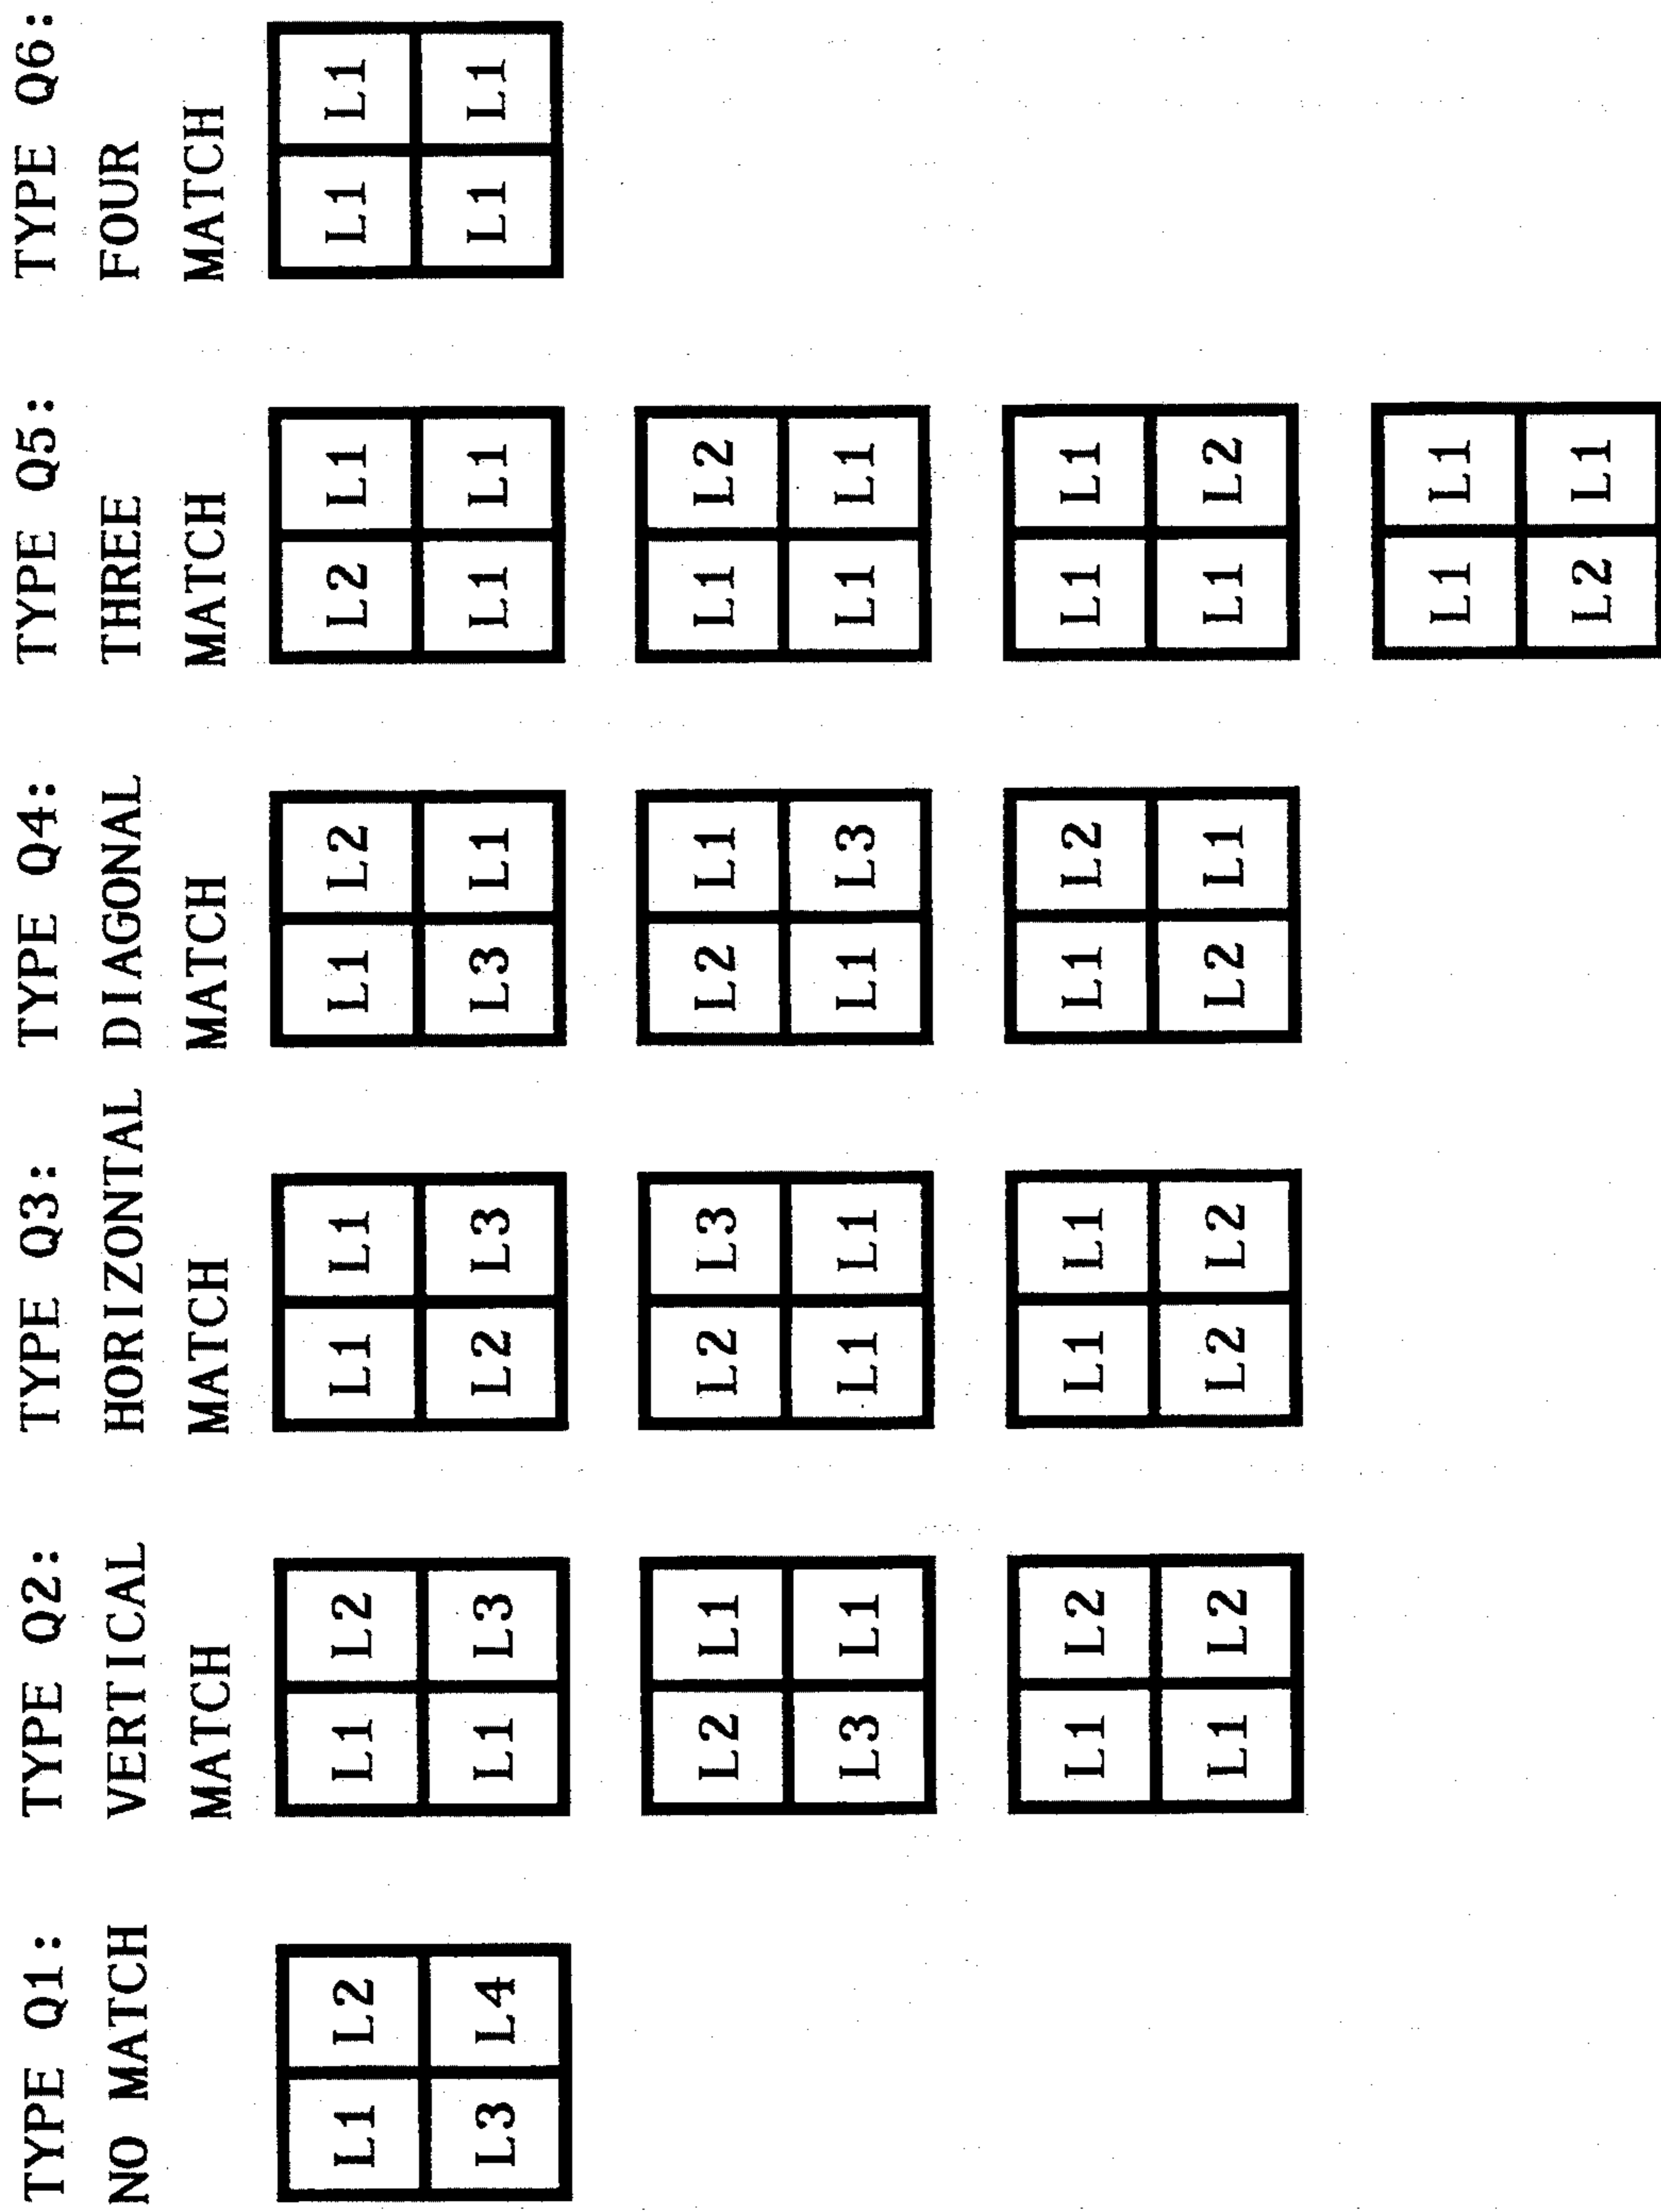 TYPE Q1:
NO MATCH
L1 L2
L3 L4
TYPE Q2:
VERTICAL
MATCH
L1 L2
L1 L3
L2 L1
L3 L1
L1 L2
L1 L2
TYPE Q3:
HORIZONTAL
MATCH
L1 L1
L2 L3
L2 L3
L1 L1
L1 L1
L2 L2
TYPE Q4:
DIAGONAL
MATCH
L1 L2
L3 L1
L2 L1
L1 L3
L1 L2
L2 L1
TYPE Q5:
THREE
MATCH
L2 L1
L1 L1
L1 L2
L1 L1
L1 L1
L1 L2
L1 L1
L2 L1
TYPE Q6:
FOUR
MATCH
L1 L1
L1 L1